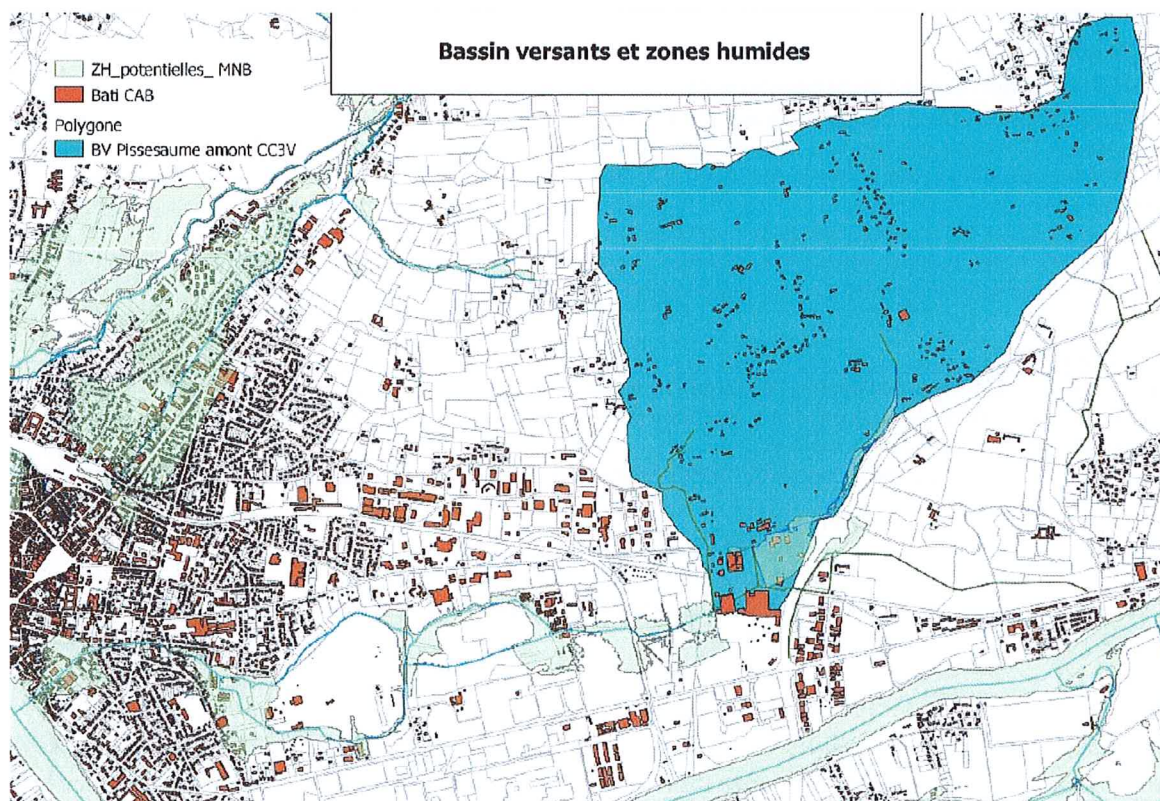 Bassin versants et zones humides
ZH_potentielles_ MNB
Bati CAB
Polygone
BV Pissesaume amont CC3V